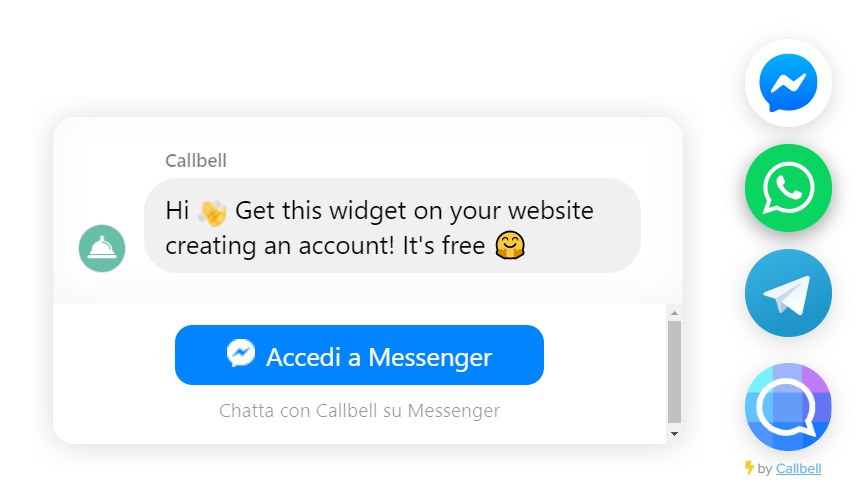 Callbell
Hi 👋 Get this widget on your website
creating an account! It's free 🤗
Accedi a Messenger
Chatta con Callbell su Messenger
⚡ by Callbell